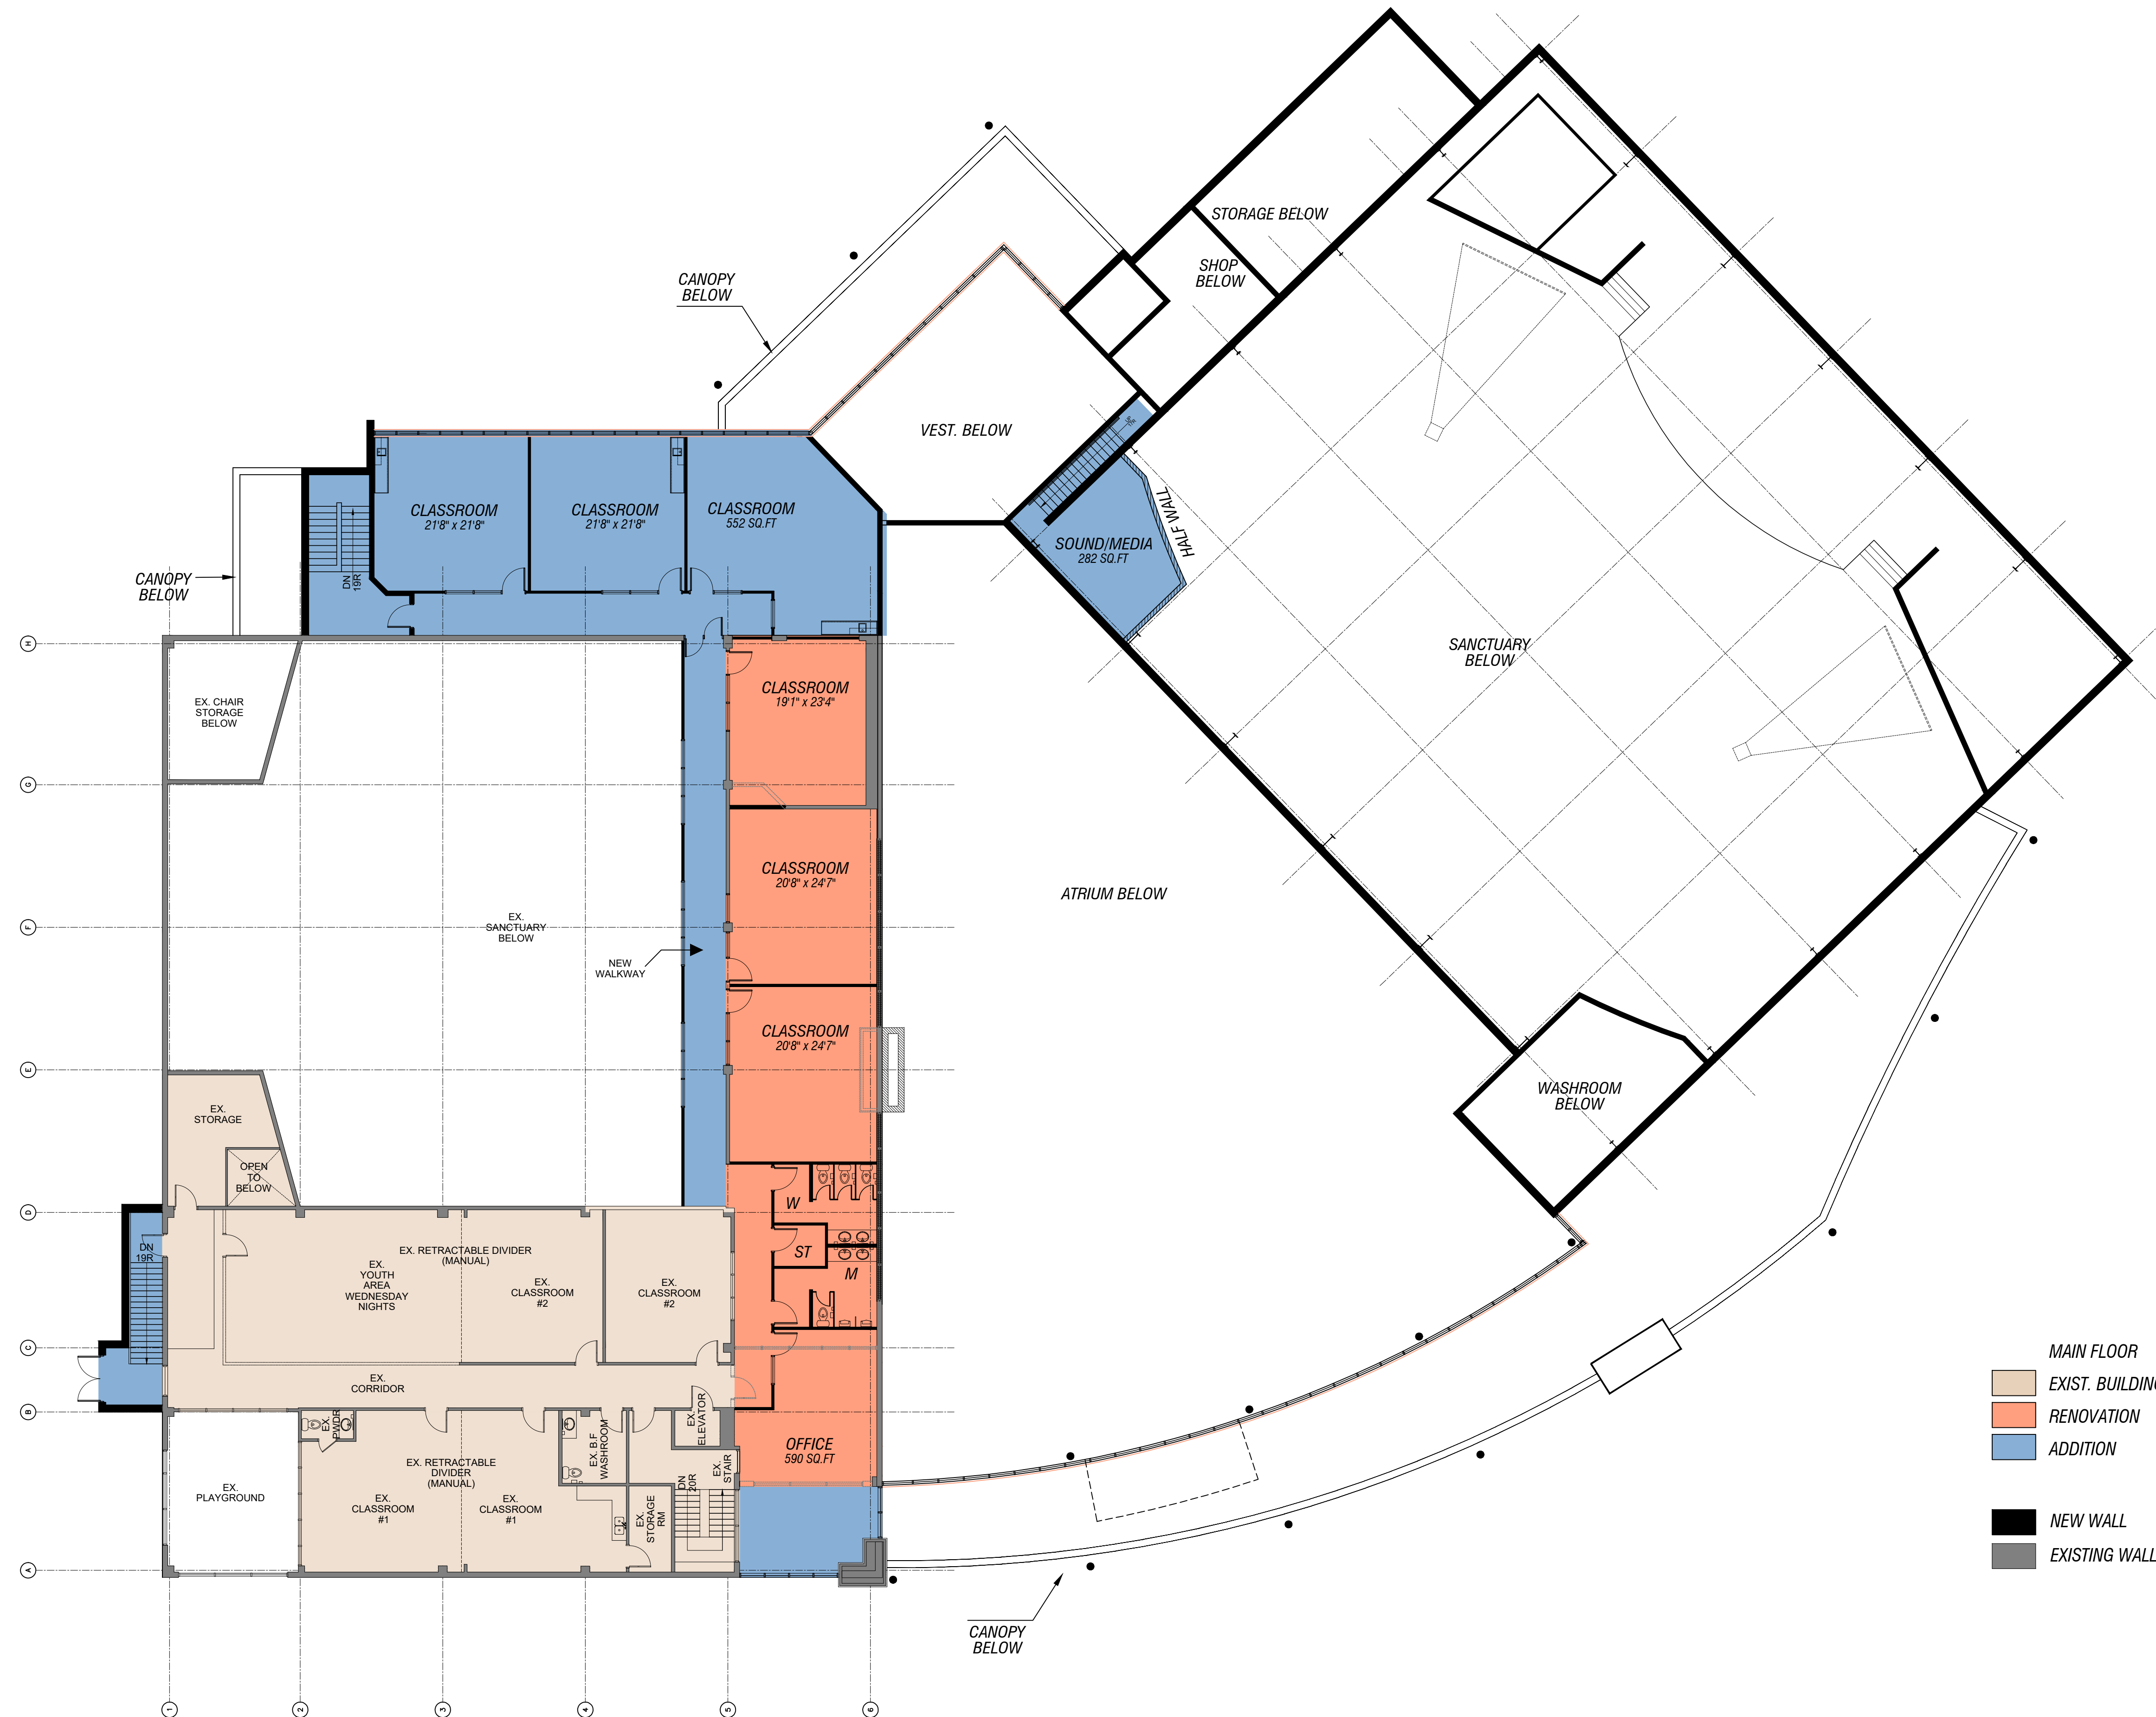 STORAGE BELOW
SHOP
BELOW
CANOPY
BELOW
VEST. BELOW
CLASSROOM
21'8" x 21'8"
CLASSROOM
21'8" x 21'8"
CLASSROOM
552 SQ.FT
HALF WALL
SOUND/MEDIA
282 SQ.FT
DN
19R
CANOPY
BELOW
SANCTUARY
BELOW
H
CLASSROOM
19'1" x 23'4"
EX. CHAIR
STORAGE
BELOW
G
CLASSROOM
20'8" x 24'7"
ATRIUM BELOW
EX.
SANCTUARY
BELOW
F
NEW
WALKWAY
CLASSROOM
20'8" x 24'7"
E
WASHROOM
BELOW
EX.
STORAGE
OPEN
TO
BELOW
W
D
DN
19R
EX. RETRACTABLE DIVIDER
(MANUAL)
ST
EX.
YOUTH
AREA
WEDNESDAY
NIGHTS
EX.
CLASSROOM
#2
EX.
CLASSROOM
#2
M
C
EX.
CORRIDOR
B
EX.
PWDR
EX. B.F
WASHROOM
EX.
ELEVATOR
OFFICE
590 SQ.FT
EX. RETRACTABLE
DIVIDER
(MANUAL)
EX.
STAIR
DN
20R
EX.
PLAYGROUND
EX.
CLASSROOM
#1
EX.
CLASSROOM
#1
EX.
STORAGE
RM
A
CANOPY
BELOW
1
2
3
4
5
6
MAIN FLOOR
EXIST. BUILDING
RENOVATION
ADDITION
NEW WALL
EXISTING WALL